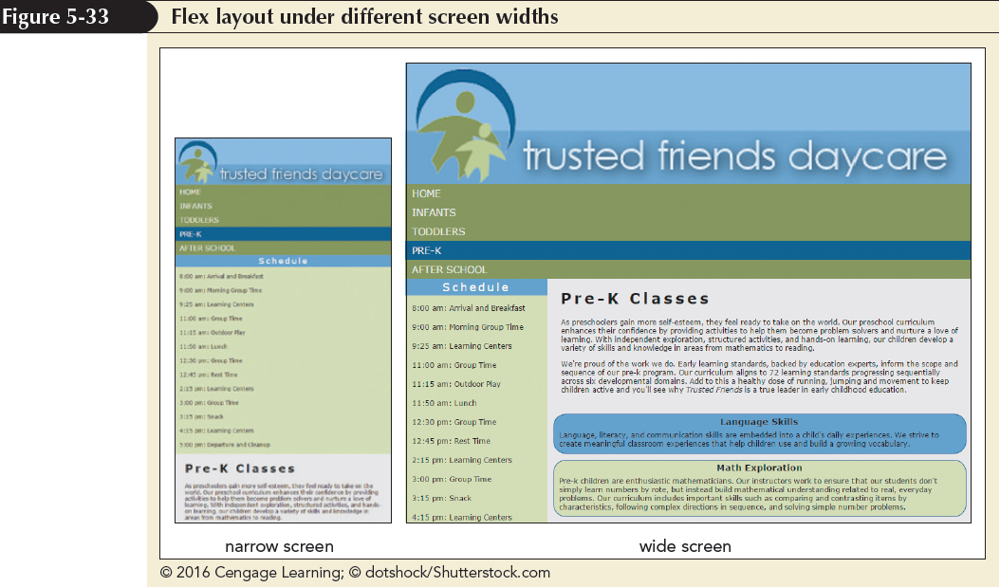 Figure 5-33
Flex layout under different screen widths
trusted friends daycare
HOME
INFANTS
TODDLERS
PRE-K
AFTER SCHOOL
Schedule
8:00 am: Arrival and Breakfast
9:00 am: Morning Group Time
9:25 am: Learning Centers
11:00 am: Group Time
11:15 am: Outdoor Play
11:50 am: Lunch
12:30 pm: Group Time
12:45 pm: Rest Time
2:15 pm: Learning Centers
3:00 pm: Group Time
3:15 pm: Snack
4:15 pm: Learning Centers
5:00 pm: Departure and Cleanup
Pre-K Classes
As preschoolers gain more self-esteem, they feel ready to take on the
world. Our preschool curriculum enhances their confidence by providing
activities to help them become problem solvers and nurture a love of
learning. With independent exploration, structured activities, and hands-
on learning, our children develop a variety of skills and knowledge in
areas from mathematics to reading.
narrow screen
trusted friends daycare
HOME
INFANTS
TODDLERS
PRE-K
AFTER SCHOOL
Schedule
8:00 am: Arrival and Breakfast
9:00 am: Morning Group Time
9:25 am: Learning Centers
11:00 am: Group Time
11:15 am: Outdoor Play
11:50 am: Lunch
12:30 pm: Group Time
12:45 pm: Rest Time
2:15 pm: Learning Centers
3:00 pm: Group Time
3:15 pm: Snack
4:15 pm: Learning Centers
Pre-K Classes
As preschoolers gain more self-esteem, they feel ready to take on the world. Our preschool curriculum
enhances their confidence by providing activities to help them become problem solvers and nurture a love of
learning. With independent exploration, structured activities, and hands-on learning, our children develop a
variety of skills and knowledge in areas from mathematics to reading.
We're proud of the work we do. Early learning standards, backed by education experts, inform the scope and
sequence of our pre-k program. Our curriculum aligns to 72 learning standards progressing sequentially
across six developmental domains. Add to this a healthy dose of running, jumping and movement to keep
children active and you'll see why Trusted Friends is a true leader in early childhood education.
Language Skills
Language, literacy, and communication skills are embedded into a child's daily experiences. We strive to
create meaningful classroom experiences that help children use and build a growing vocabulary.
Math Exploration
Pre-k children are enthusiastic mathematicians. Our instructors work to ensure that our students don't
simply learn numbers by rote, but instead build mathematical understanding related to real, everyday
problems. Our curriculum includes important skills such as comparing and contrasting items by
characteristics, following complex directions in sequence, and solving simple number problems.
wide screen
© 2016 Cengage Learning; © dotshock/Shutterstock.com